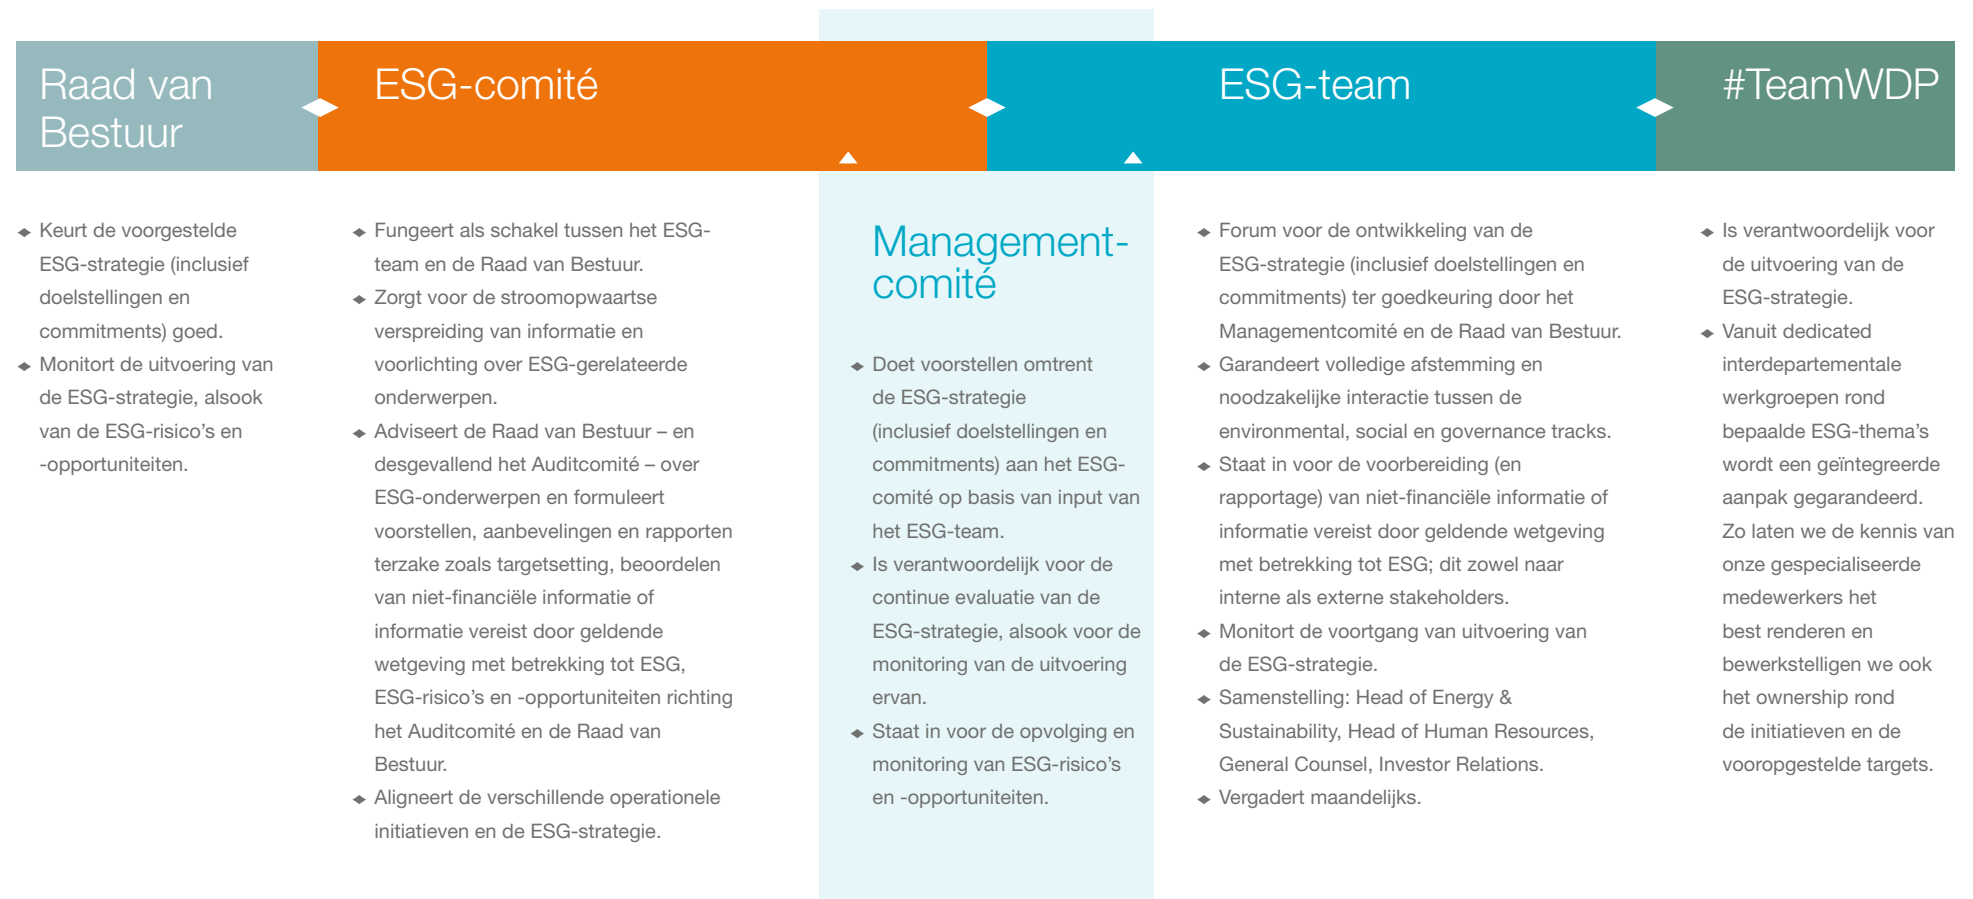 Raad van
Bestuur
Keurt de voorgestelde
ESG-strategie (inclusief
doelstellingen en
commitments) goed.
Monitort de uitvoering van
de ESG-strategie, alsook
van de ESG-risico’s en
-opportuniteiten.
ESG-comité
Fungeert als schakel tussen het ESG-
team en de Raad van Bestuur.
Zorgt voor de stroomopwaartse
verspreiding van informatie en
voorlichting over ESG-gerelateerde
onderwerpen.
Adviseert de Raad van Bestuur – en
desgevallend het Auditcomité – over
ESG-onderwerpen en formuleert
voorstellen, aanbevelingen en rapporten
terzake zoals targetsetting, beoordelen
van niet-financiële informatie of
informatie vereist door geldende
wetgeving met betrekking tot ESG,
ESG-risico’s en -opportuniteiten richting
het Auditcomité en de Raad van
Bestuur.
Aligneert de verschillende operationele
initiatieven en de ESG-strategie.
Management-
comité
Doet voorstellen omtrent
de ESG-strategie
(inclusief doelstellingen en
commitments) aan het ESG-
comité op basis van input van
het ESG-team.
Is verantwoordelijk voor de
continue evaluatie van de
ESG-strategie, alsook voor de
monitoring van de uitvoering
ervan.
Staat in voor de opvolging en
monitoring van ESG-risico’s
en -opportuniteiten.
ESG-team
Forum voor de ontwikkeling van de
ESG-strategie (inclusief doelstellingen en
commitments) ter goedkeuring door het
Managementcomité en de Raad van Bestuur.
Garandeert volledige afstemming en
noodzakelijke interactie tussen de
environmental, social en governance tracks.
Staat in voor de voorbereiding (en
rapportage) van niet-financiële informatie of
informatie vereist door geldende wetgeving
met betrekking tot ESG; dit zowel naar
interne als externe stakeholders.
Monitort de voortgang van uitvoering van
de ESG-strategie.
Samenstelling: Head of Energy &
Sustainability, Head of Human Resources,
General Counsel, Investor Relations.
Vergadert maandelijks.
#TeamWDP
Is verantwoordelijk voor
de uitvoering van de
ESG-strategie.
Vanuit dedicated
interdepartementale
werkgroepen rond
bepaalde ESG-thema’s
wordt een geïntegreerde
aanpak gegarandeerd.
Zo laten we de kennis van
onze gespecialiseerde
medewerkers het
best renderen en
bewerkstelligen we ook
het ownership rond
de initiatieven en de
vooropgestelde targets.